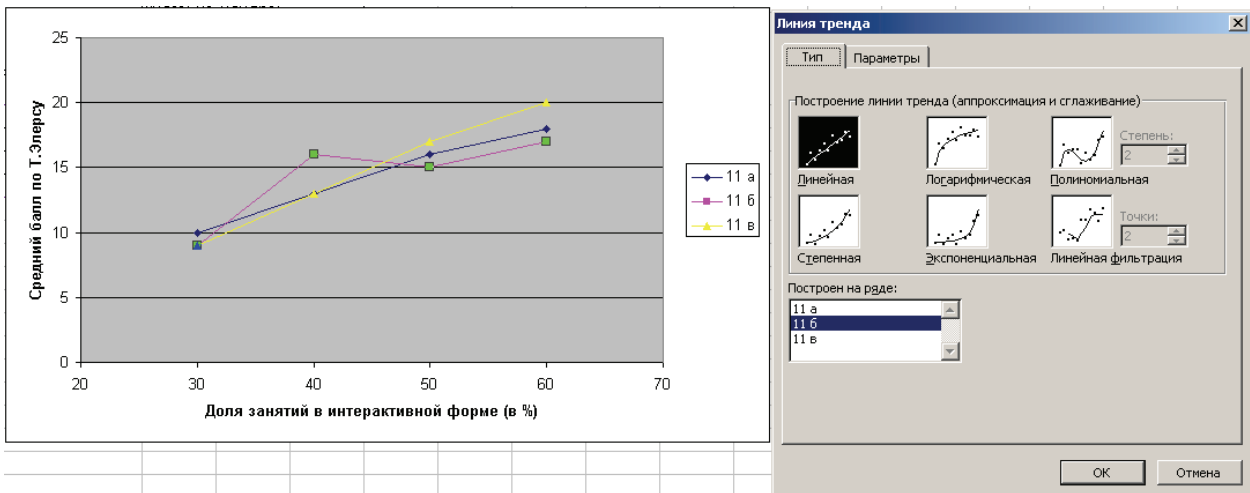 25
20
15
10
5
0
20 30 40 50 60 70
Средний балл по Т.Элерсу
Доля занятий в интерактивной форме (в %)
11 а
11 б
11 в
Линия тренда
Тип
Параметры
Построение линии тренда (аппроксимация и сглаживание)
Линейная
Логарифмическая
Полиномиальная
Степень:
2
Степенная
Экспоненциальная
Линейная фильтрация
Точки:
2
Построен на ряде:
11 а
11 б
11 в
ОК
Отмена